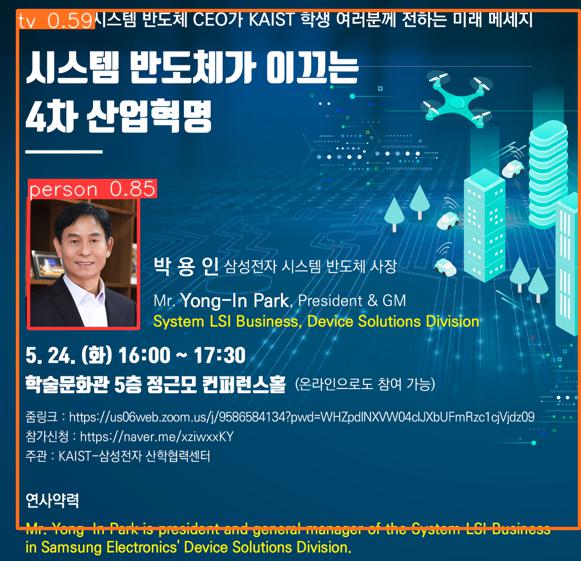 tv 0.59
시스템 반도체 CEO가 KAIST 학생 여러분께 전하는 미래 메세지
시스템 반도체가 이끄는
4차 산업혁명
person 0.85
박 용 인 삼성전자 시스템 반도체 사장
Mr. Yong-In Park, President & GM
System LSI Business, Device Solutions Division
5. 24. (화) 16:00 ~ 17:30
학술문화관 5층 정근모 컨퍼런스홀 (온라인으로도 참여 가능)
줌링크 : https://us06web.zoom.us/j/9586584134?pwd=WHZpdlNXVW04clJXbUFmRzc1cjVjdz09
참가신청 : https://naver.me/xziwxxKY
주관 : KAIST-삼성전자 산학협력센터
연사약력
Mr. Yong-In Park is president and general manager of the System LSI Business
in Samsung Electronics' Device Solutions Division.